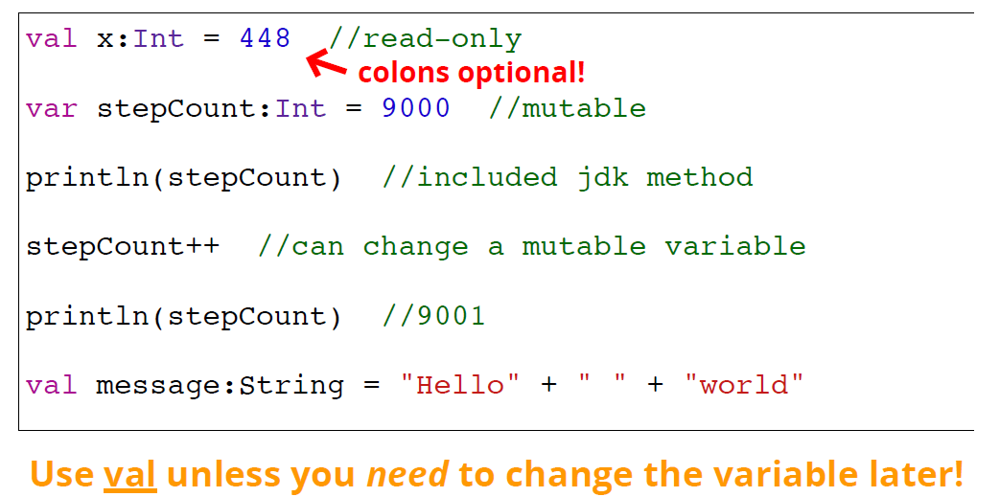 val x:Int = 448  //read-only
colons optional!
var stepCount:Int = 9000  //mutable
println(stepCount)  //included jdk method
stepCount++  //can change a mutable variable
println(stepCount)  //9001
val message:String = "Hello" + " " + "world"
Use val unless you need to change the variable later!